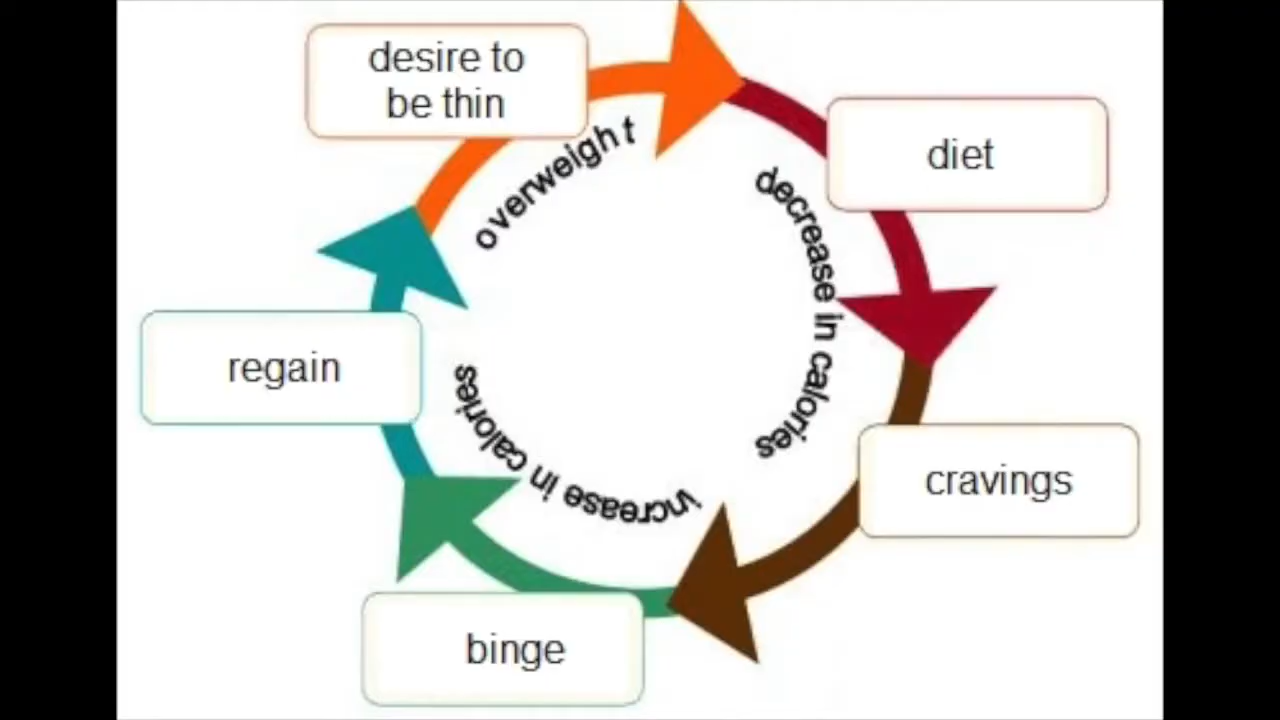 desire to
be thin
overweight
diet
decrease in calories
cravings
increase in calories
binge
regain